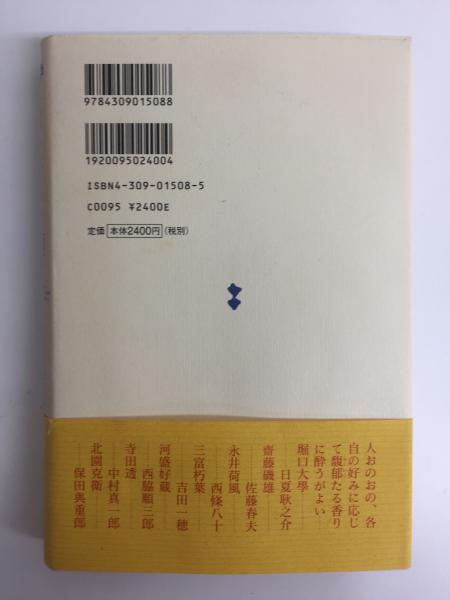 9784309015088
1920095024004
ISBN4-309-01508-5
C0095 ¥2400E
定価 本体2400円(税別)
人おのおの、各
自の好みに応じ
て馥郁たる香り
に酔うがよい
堀口大學
日夏耿之介
齋藤磯雄
佐藤春夫
永井荷風
西條八十
三富朽葉
吉田一穂
河盛好蔵
西脇順三郎
寺田透
中村真一郎
北園克衛
保田與重郎